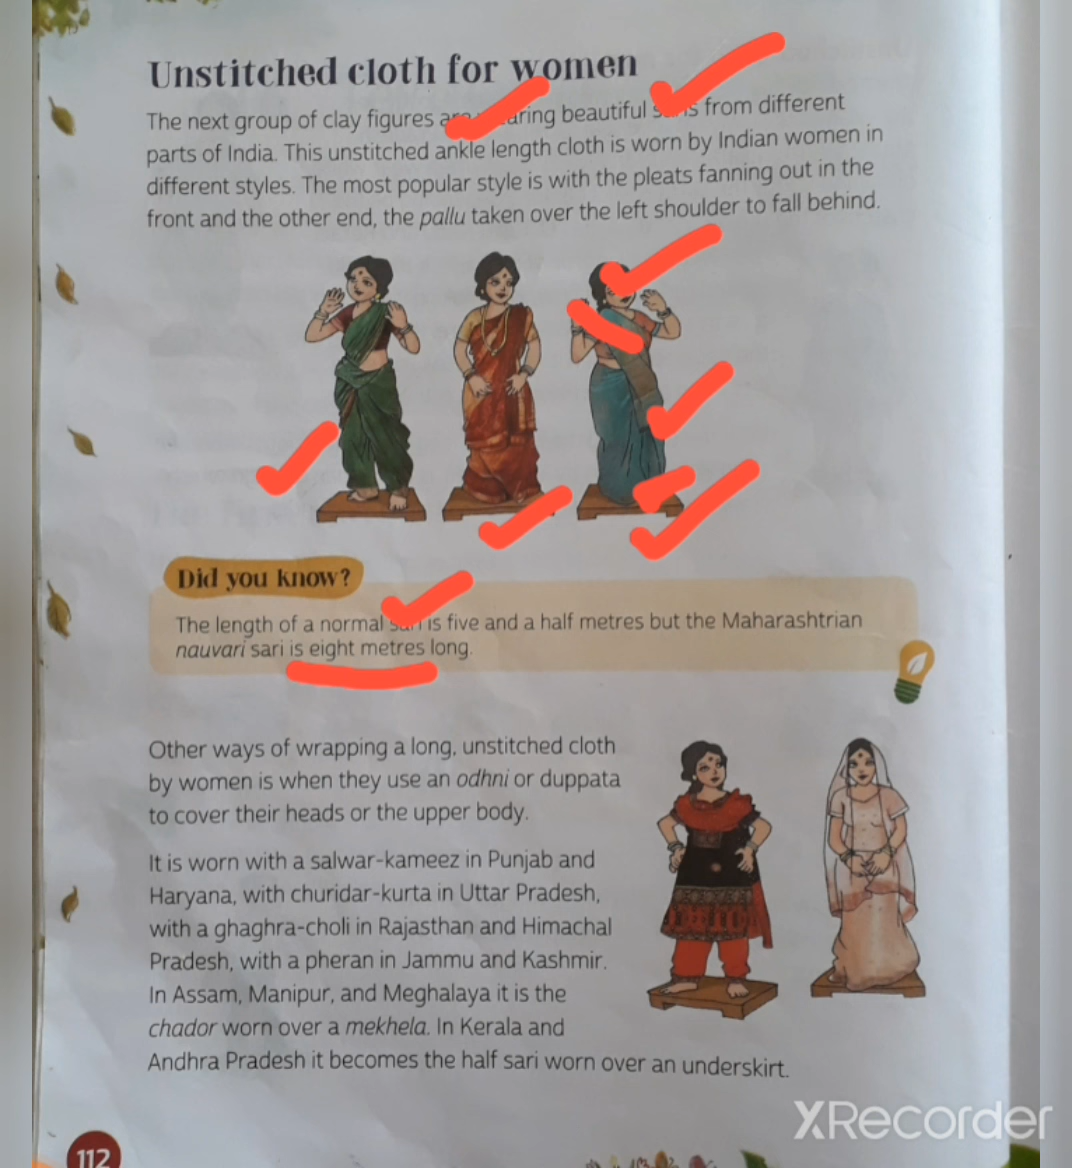 Unstitched cloth for women
The next group of clay figures are wearing beautiful saris from different
parts of India. This unstitched ankle length cloth is worn by Indian women in
different styles. The most popular style is with the pleats fanning out in the
front and the other end, the pallu taken over the left shoulder to fall behind.
Did you know?
The length of a normal sari is five and a half metres but the Maharashtrian
nauvari sari is eight metres long.
Other ways of wrapping a long, unstitched cloth
by women is when they use an odhni or duppata
to cover their heads or the upper body.
It is worn with a salwar-kameez in Punjab and
Haryana, with churidar-kurta in Uttar Pradesh,
with a ghaghra-choli in Rajasthan and Himachal
Pradesh, with a pheran in Jammu and Kashmir.
In Assam, Manipur, and Meghalaya it is the
chador worn over a mekhela. In Kerala and
Andhra Pradesh it becomes the half sari worn over an underskirt.
XRecorder
112